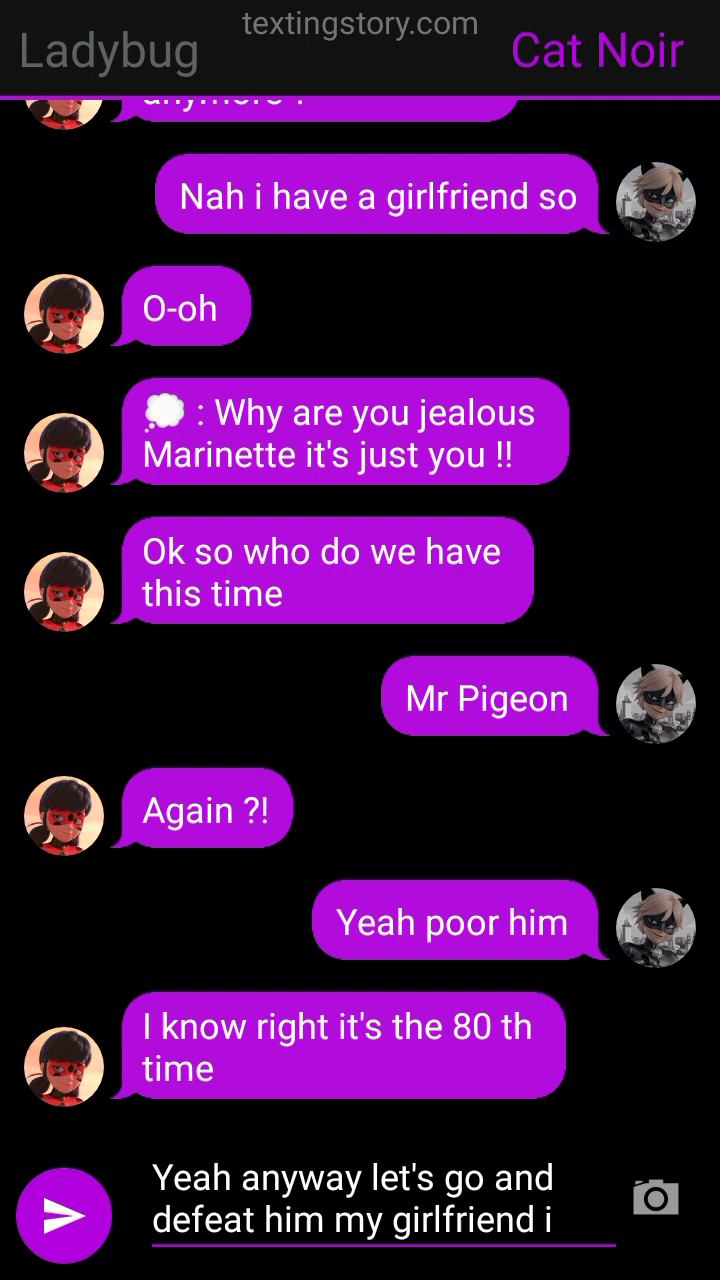 textingstory.com
Ladybug
Cat Noir
anymore ?
Nah i have a girlfriend so
O-oh
💭 : Why are you jealous
Marinette it's just you !!
Ok so who do we have
this time
Mr Pigeon
Again ?!
Yeah poor him
I know right it's the 80 th
time
Yeah anyway let's go and
defeat him my girlfriend i